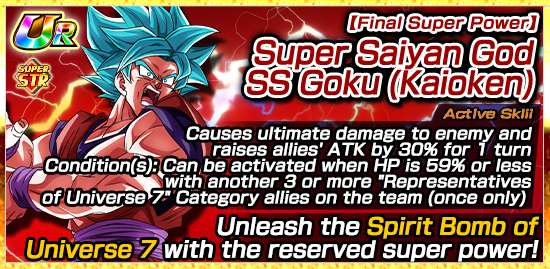 UR
SUPER STR
[Final Super Power]
Super Saiyan God
SS Goku (Kaioken)
Active Skill
Causes ultimate damage to enemy and
raises allies' ATK by 30% for 1 turn
Condition(s): Can be activated when HP is 59% or less
with another 3 or more "Representatives
of Universe 7" Category allies on the team (once only)
Unleash the Spirit Bomb of
Universe 7 with the reserved super power!